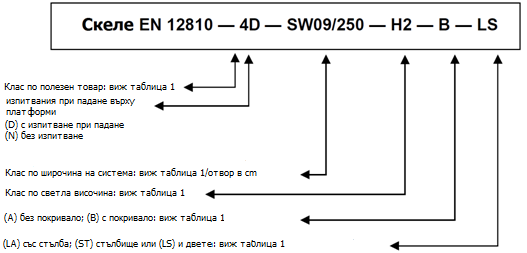 Скеле EN 12810 — 4D — SW09/250 — H2 — B — LS
Клас по полезен товар: виж таблица 1
изпитвания при падане върху
платформи
(D) с изпитване при падане
(N) без изпитване
Клас по широчина на система: виж таблица 1/отвор в cm
Клас по светла височина: виж таблица 1
(A) без покривало; (B) с покривало: виж таблица 1
(LA) със стълба; (ST) стълбище или (LS) и двете: виж таблица 1